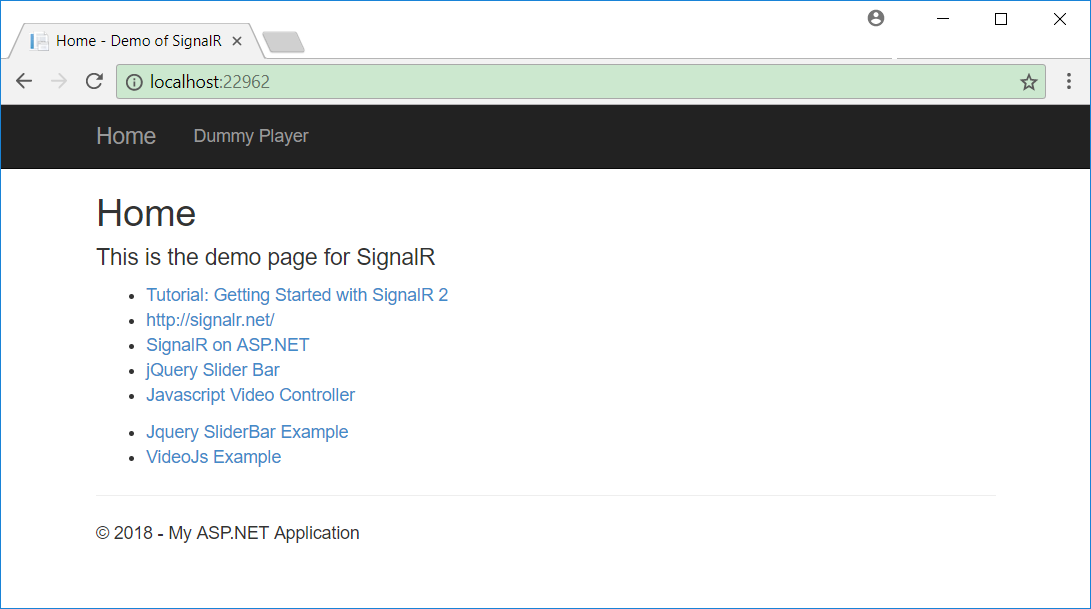 Home - Demo of SignalR
localhost:22962
Home Dummy Player
Home
This is the demo page for SignalR
Tutorial: Getting Started with SignalR 2
http://signalr.net/
SignalR on ASP.NET
jQuery Slider Bar
Javascript Video Controller
Jquery SliderBar Example
VideoJs Example
© 2018 - My ASP.NET Application